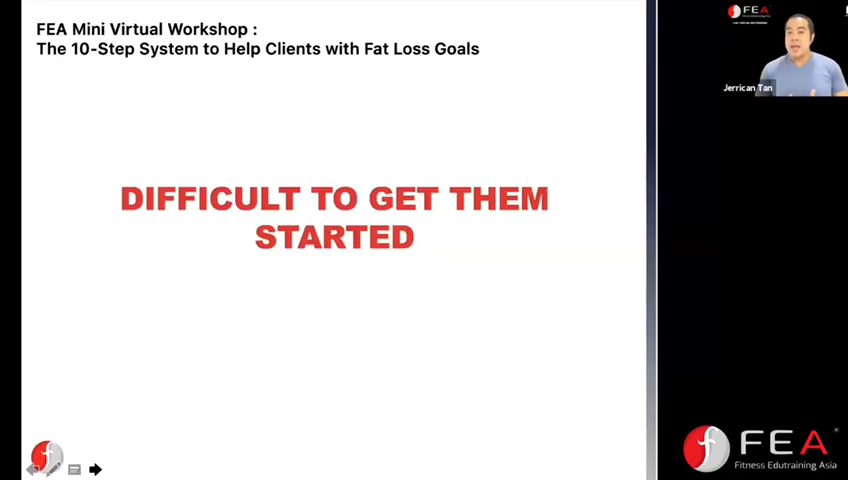 FEA Mini Virtual Workshop :
The 10-Step System to Help Clients with Fat Loss Goals
DIFFICULT TO GET THEM
STARTED
FEA
Jerrican Tan
FEA
Fitness Edutraining Asia